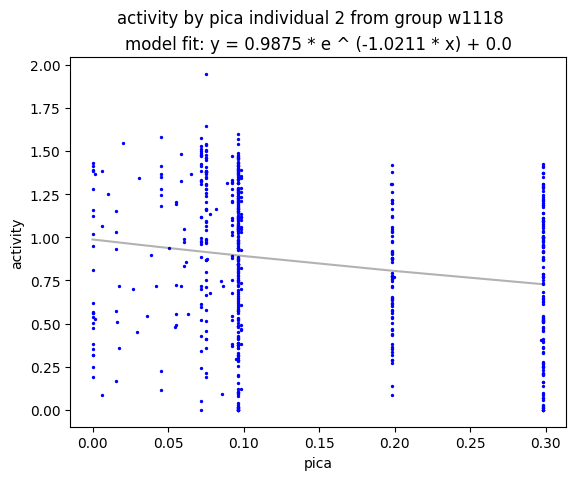 activity by pica individual 2 from group w1118
model fit: y = 0.9875 * e ^ (-1.0211 * x) + 0.0
2.00
1.75
1.50
1.25
1.00
0.75
0.50
0.25
0.00
activity
0.00 0.05 0.10 0.15 0.20 0.25 0.30
pica